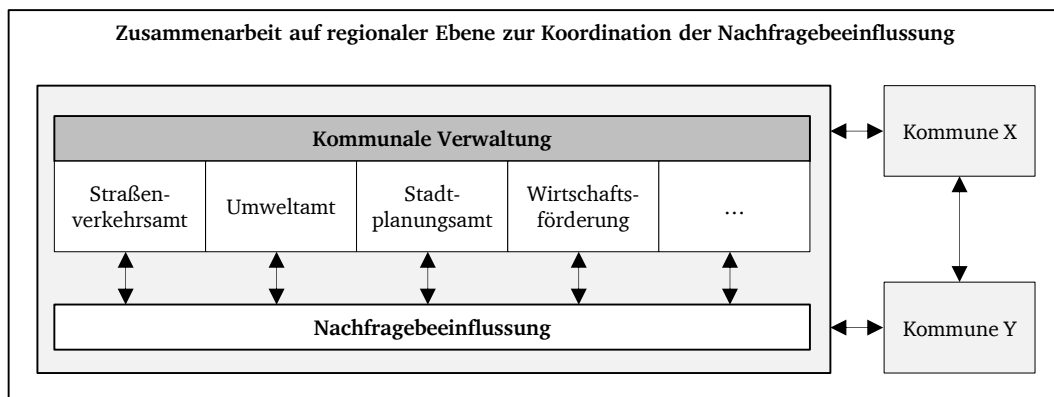 Zusammenarbeit auf regionaler Ebene zur Koordination der Nachfragebeeinflussung
Kommunale Verwaltung
Straßen-
verkehrsamt
Umweltamt
Stadt-
planungsamt
Wirtschafts-
förderung
...
Nachfragebeeinflussung
Kommune X
Kommune Y